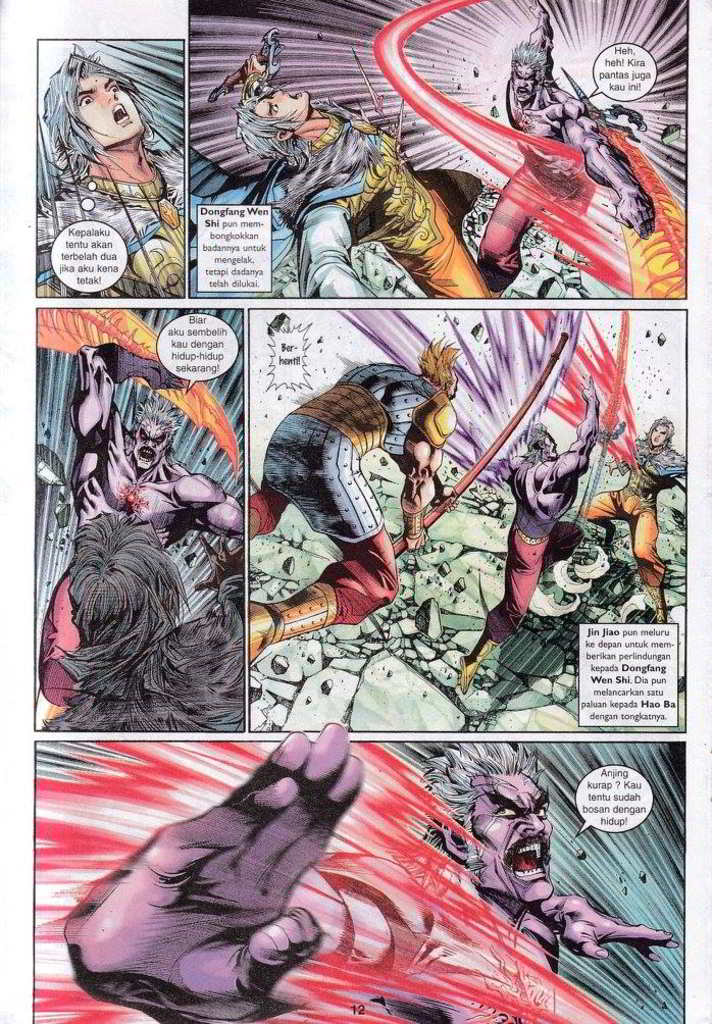 Kepalaku
tentu akan
terbelah dua
jika aku kena
tetak!
Dongfang Wen
Shi pun mem-
bongkokkan
badannya untuk
mengelak,
tetapi dadanya
telah dilukai.
Heh,
heh! Kira
pantas juga
kau ini!
Biar
aku sembelih
kau dengan
hidup-hidup
sekarang!
Ber-
henti!
Jin Jiao pun meluru
ke depan untuk mem-
berikan perlindungan
kepada Dongfang
Wen Shi. Dia pun
melancarkan satu
paluan kepada Hao Ba
dengan tongkatnya.
Anjing
kurap ? Kau
tentu sudah
bosan dengan
hidup!
12